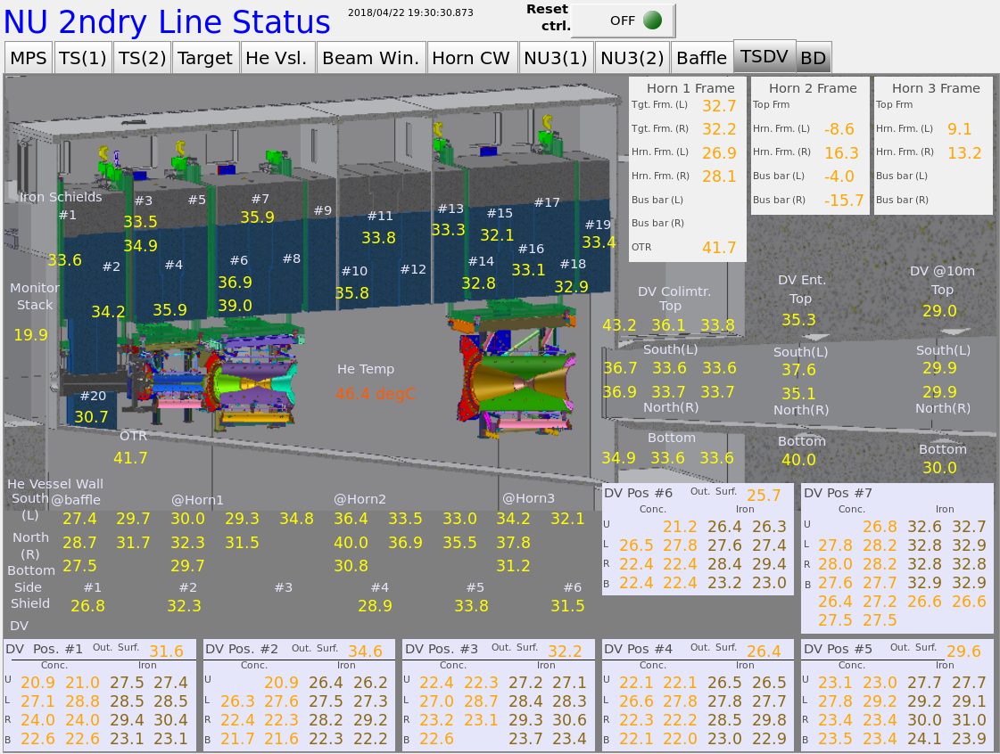 NU 2ndry Line Status
2018/04/22 19:30:30.873
Reset
ctrl.
OFF
MPS TS(1) TS(2) Target He Vsl. Beam Win. Horn CW NU3(1) NU3(2) Baffle TSDV BD
Horn 1 Frame
Tgt. Frm. (L) 32.7
Tgt. Frm. (R) 32.2
Hrn. Frm. (L) 26.9
Hrn. Frm. (R) 28.1
Bus bar (L)
Bus bar (R)
OTR 41.7
Horn 2 Frame
Top Frm
Hrn. Frm. (L) -8.6
Hrn. Frm. (R) 16.3
Bus bar (L) -4.0
Bus bar (R) -15.7
Horn 3 Frame
Top Frm
Hrn. Frm. (L) 9.1
Hrn. Frm. (R) 13.2
Bus bar (L)
Bus bar (R)
Iron Schields
#1
33.6
#3
33.5
34.9
#5
#7
35.9
#9
#11
33.8
#13
33.3
#15
32.1
#17
#19
33.4
#2
34.2
#4
35.9
#6
36.9
39.0
#8
#10
35.8
#12
#14
32.8
#16
33.1
#18
32.9
Monitor
Stack
19.9
#20
30.7
OTR
41.7
He Temp
46.4 degC
DV Colimtr.
Top
43.2 36.1 33.8
South(L)
36.7 33.6 33.6
36.9 33.7 33.7
North(R)
Bottom
34.9 33.6 33.6
DV Ent.
Top
35.3
South(L)
37.6
35.1
North(R)
Bottom
40.0
DV @10m
Top
29.0
South(L)
29.9
29.9
North(R)
Bottom
30.0
He Vessel Wall
@baffle @Horn1 @Horn2 @Horn3
South
(L)
27.4 29.7 30.0 29.3 34.8 36.4 33.5 33.0 34.2 32.1
North
(R)
28.7 31.7 32.3 31.5 40.0 36.9 35.5 37.8
Bottom 27.5 29.7 30.8 31.2
Side
Shield
#1 #2 #3 #4 #5 #6
26.8 32.3 28.9 33.8 31.5
DV
DV Pos #6 Out. Surf. 25.7
Conc. Iron
U 21.2 26.4 26.3
L 26.5 27.8 27.6 27.4
R 22.4 22.4 28.4 29.4
B 22.4 22.4 23.2 23.0
DV Pos #7
Conc. Iron
U 26.8 32.6 32.7
L 27.8 28.2 32.8 32.9
R 28.0 28.2 32.8 32.8
B 27.6 27.7 32.9 32.9
26.4 27.2 26.6 26.6
27.5 27.5
DV Pos. #1 Out. Surf. 31.6
Conc. Iron
U 20.9 21.0 27.5 27.4
L 27.1 28.8 28.5 28.5
R 24.0 24.0 29.4 30.4
B 22.6 22.6 23.1 23.1
DV Pos. #2 Out. Surf. 34.6
Conc. Iron
U 20.9 26.4 26.2
L 26.3 27.6 27.5 27.3
R 22.4 22.3 28.2 29.2
B 21.7 21.6 22.3 22.2
DV Pos. #3 Out. Surf. 32.2
Conc. Iron
U 22.4 22.3 27.2 27.1
L 27.0 28.7 28.4 28.3
R 23.2 23.1 29.3 30.6
B 22.6 23.7 23.4
DV Pos #4 Out. Surf. 26.4
Conc. Iron
U 22.1 22.1 26.5 26.5
L 26.6 27.8 27.8 27.7
R 22.3 22.2 28.5 29.8
B 22.1 22.0 23.0 22.9
DV Pos #5 Out. Surf. 29.6
Conc. Iron
U 23.1 23.0 27.7 27.7
L 27.8 29.2 29.2 29.1
R 23.4 23.4 30.0 31.0
B 23.5 23.4 24.1 23.9